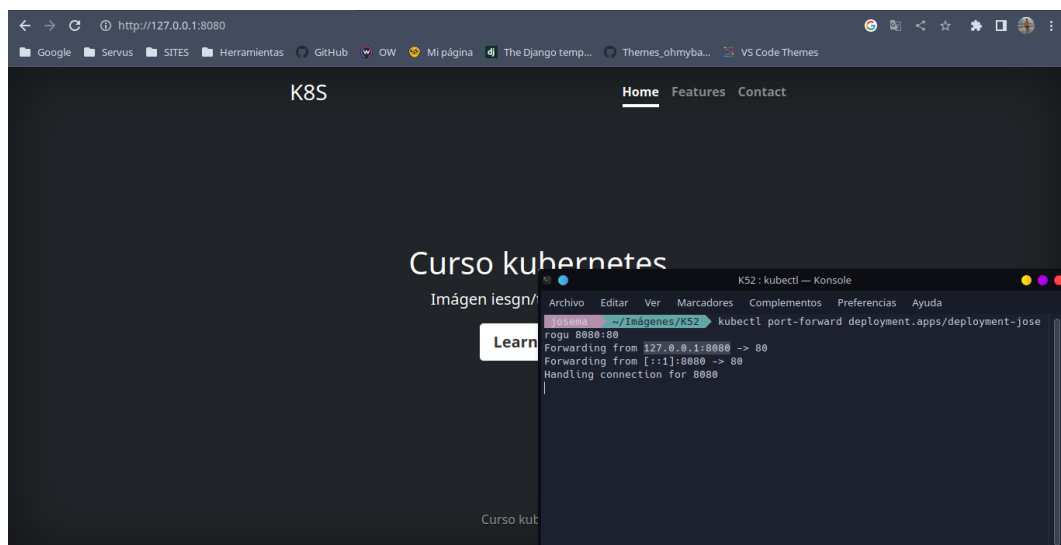 http://127.0.0.1:8080
Google Servus SITES Herramientas GitHub OW Mi página The Django temp... Themes_ohmyba... VS Code Themes
K8S Home Features Contact
Curso kubernetes
Imágen iesgn/
Learn
Curso kub
K52 : kubectl — Konsole
Archivo Editar Ver Marcadores Complementos Preferencias Ayuda
josema ~/Imágenes/K52 kubectl port-forward deployment.apps/deployment-jose
rogu 8080:80
Forwarding from 127.0.0.1:8080 -> 80
Forwarding from [::1]:8080 -> 80
Handling connection for 8080